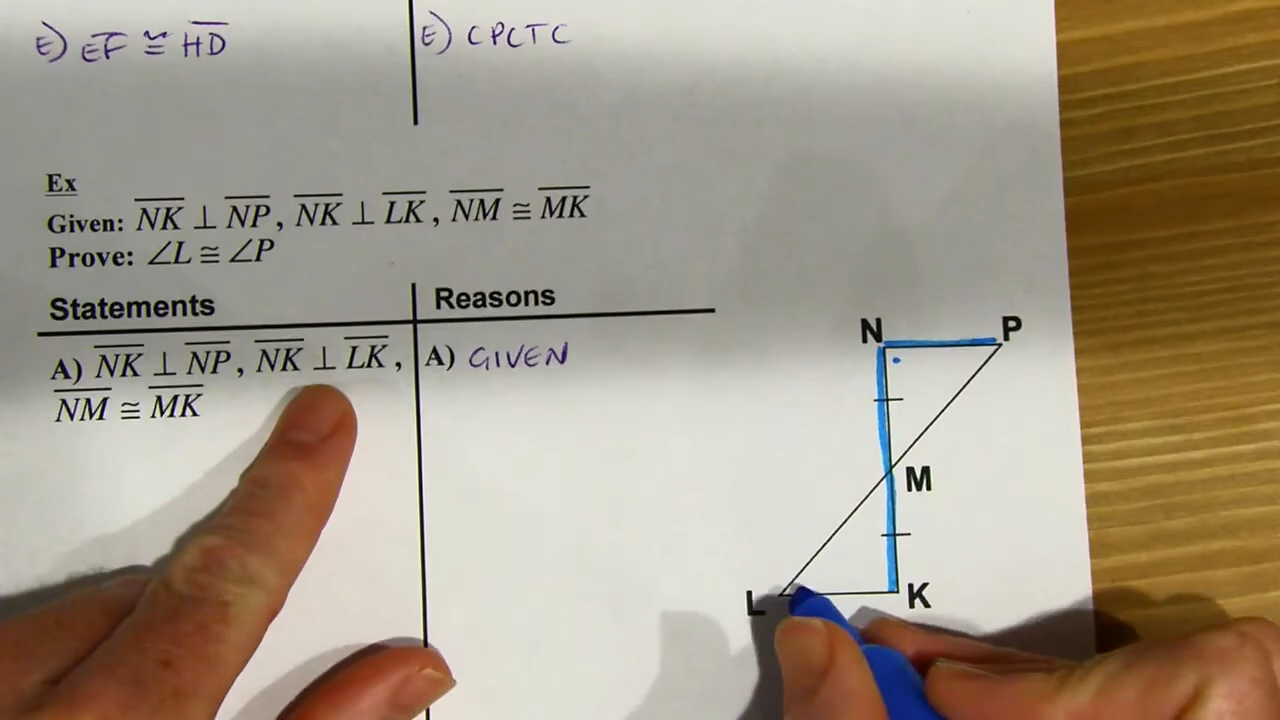 E) EF ≅ HD E) CPCTC
Ex
Given: NK ⊥ NP, NK ⊥ LK, NM ≅ MK
Prove: ∠L ≅ ∠P
Statements Reasons
A) NK ⊥ NP, NK ⊥ LK, A) GIVEN
NM ≅ MK
N P
M
L K